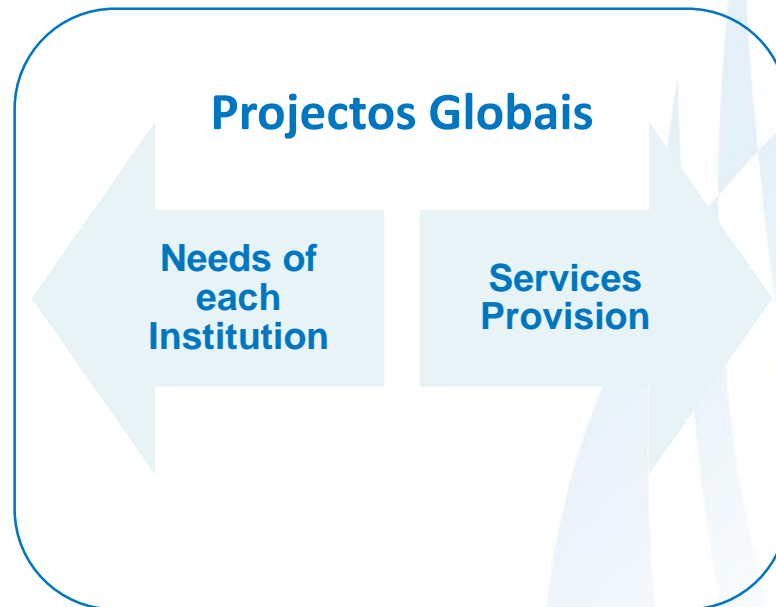 Projectos Globais
Needs of
each
Institution
Services
Provision